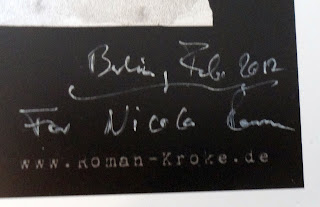 Berlin, Feb 2012
For Nicola
www.Roman-Kroke.de